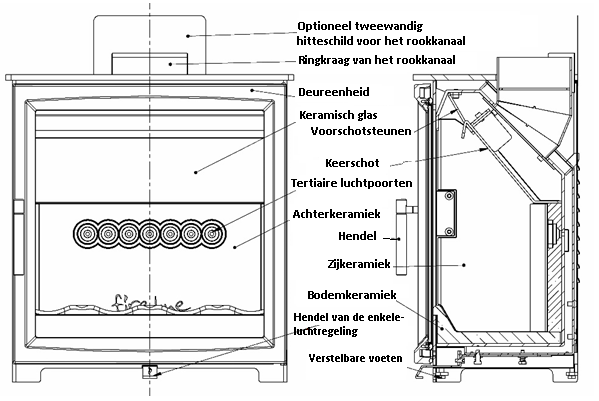 Optioneel tweewandig
hitteschild voor het rookkanaal
Ringkraag van het rookkanaal
Deureenheid
Keramisch glas
Voorschotsteunen
Keerschot
Tertiaire luchtpoorten
Achterkeramiek
Hendel
Zijkeramiek
Bodemkeramiek
Hendel van de enkele-
luchtregeling
Verstelbare voeten